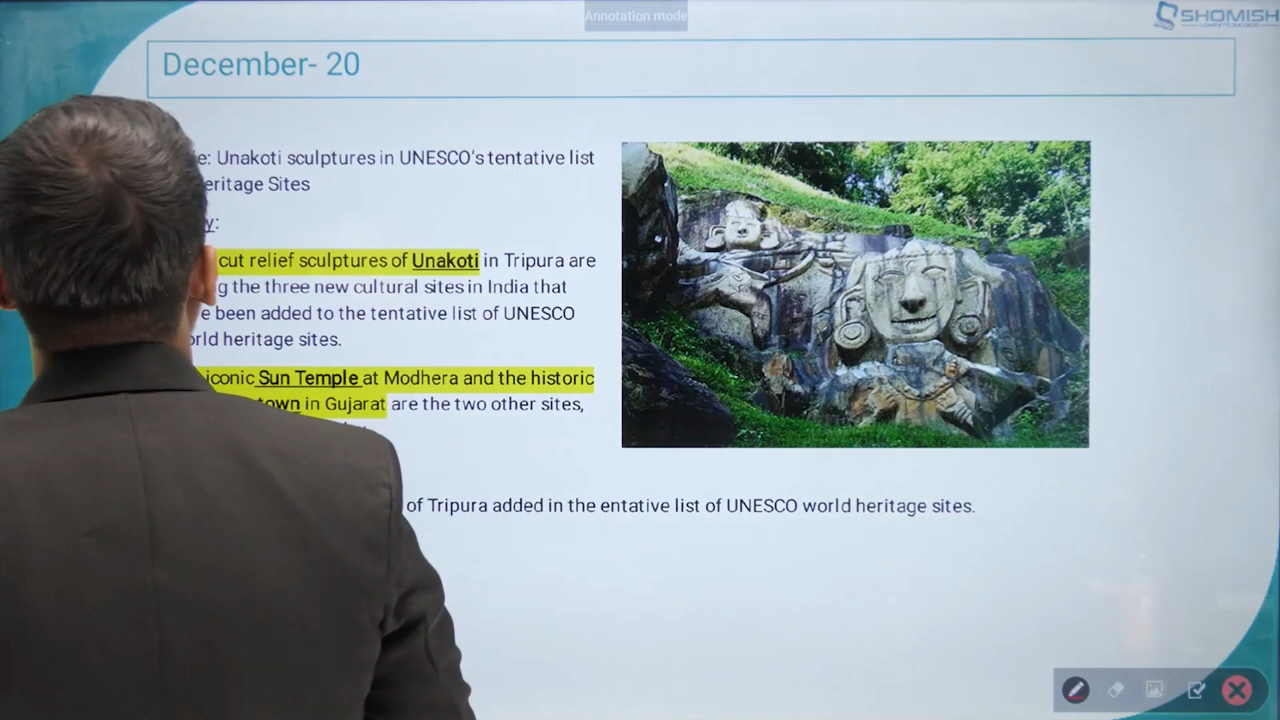 Annotation mode
SHOMISH
December- 20
e: Unakoti sculptures in UNESCO's tentative list
eritage Sites
y:
cut relief sculptures of Unakoti in Tripura are
g the three new cultural sites in India that
e been added to the tentative list of UNESCO
orld heritage sites.
iconic Sun Temple at Modhera and the historic
town in Gujarat are the two other sites,
of Tripura added in the entative list of UNESCO world heritage sites.